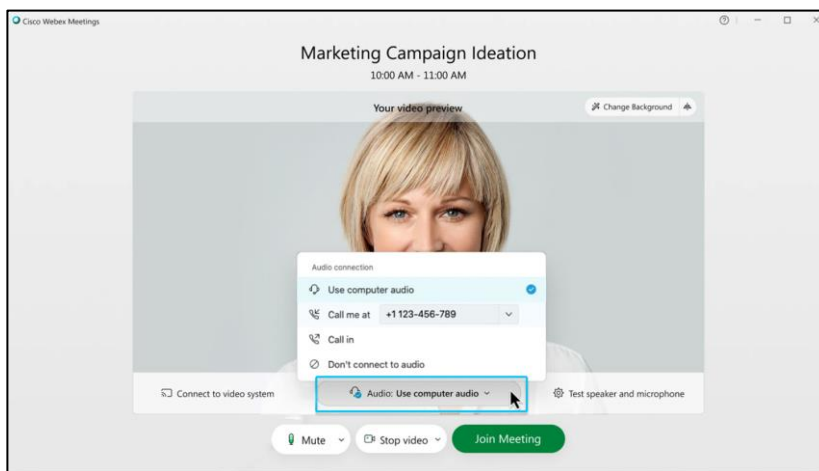 Cisco Webex Meetings
Marketing Campaign Ideation
10:00 AM - 11:00 AM
Your video preview
Change Background
Audio connection
Use computer audio
Call me at +1 123-456-789
Call in
Don't connect to audio
Connect to video system
Audio: Use computer audio
Test speaker and microphone
Mute
Stop video
Join Meeting